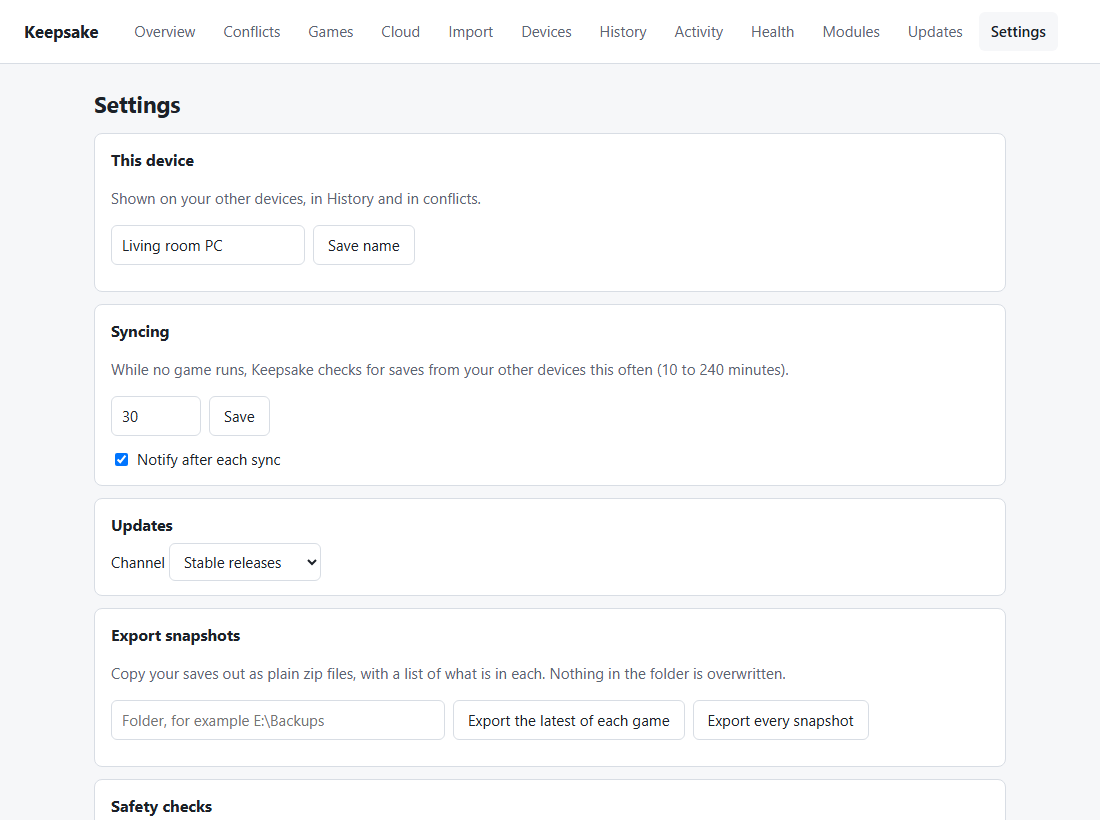 Keepsake Overview Conflicts Games Cloud Import Devices History Activity Health Modules Updates Settings
Settings
This device
Shown on your other devices, in History and in conflicts.
Living room PC Save name
Syncing
While no game runs, Keepsake checks for saves from your other devices this often (10 to 240 minutes).
30 Save
Notify after each sync
Updates
Channel Stable releases
Export snapshots
Copy your saves out as plain zip files, with a list of what is in each. Nothing in the folder is overwritten.
Folder, for example E:\Backups Export the latest of each game Export every snapshot
Safety checks